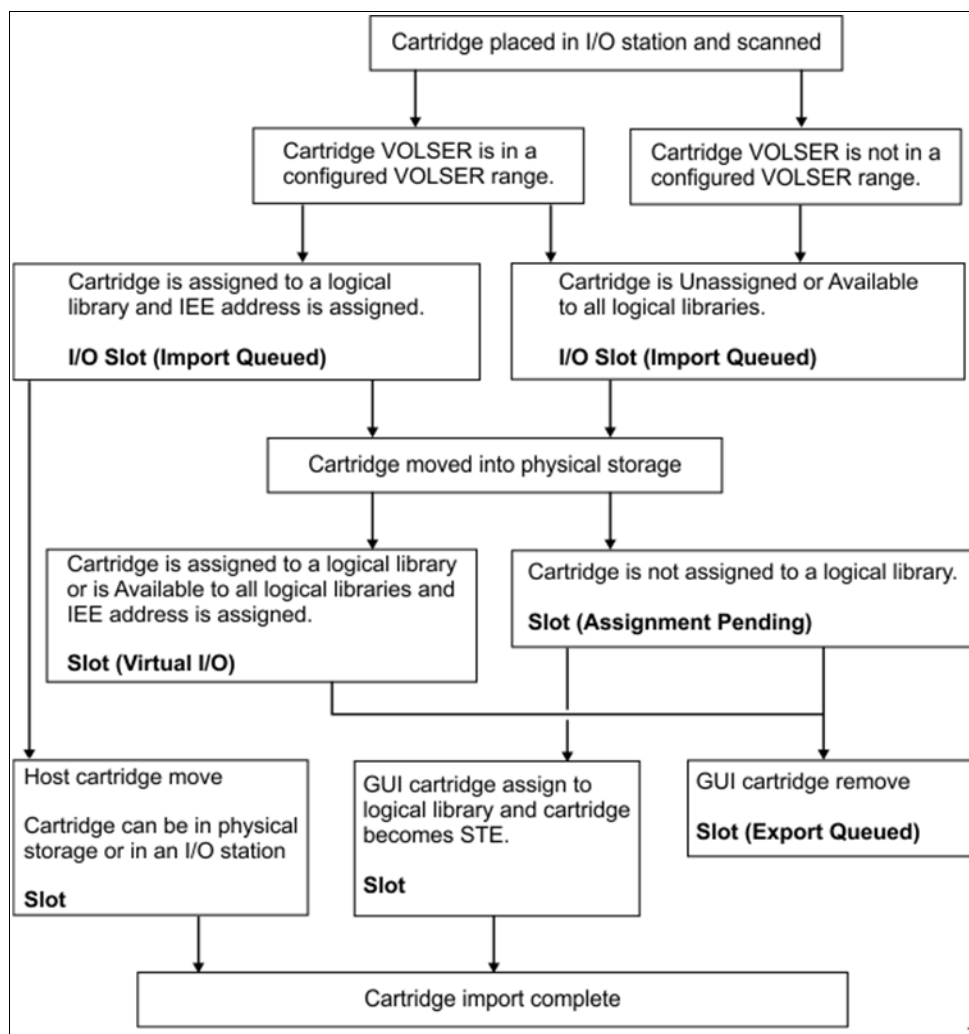 Cartridge placed in I/O station and scanned
Cartridge VOLSER is in a
configured VOLSER range.
Cartridge VOLSER is not in a
configured VOLSER range.
Cartridge is assigned to a logical
library and IEE address is assigned.
I/O Slot (Import Queued)
Cartridge is Unassigned or Available
to all logical libraries.
I/O Slot (Import Queued)
Cartridge moved into physical storage
Cartridge is assigned to a logical library
or is Available to all logical libraries and
IEE address is assigned.
Slot (Virtual I/O)
Cartridge is not assigned to a logical library.
Slot (Assignment Pending)
Host cartridge move
Cartridge can be in physical
storage or in an I/O station
Slot
GUI cartridge assign to
logical library and cartridge
becomes STE.
Slot
GUI cartridge remove
Slot (Export Queued)
Cartridge import complete